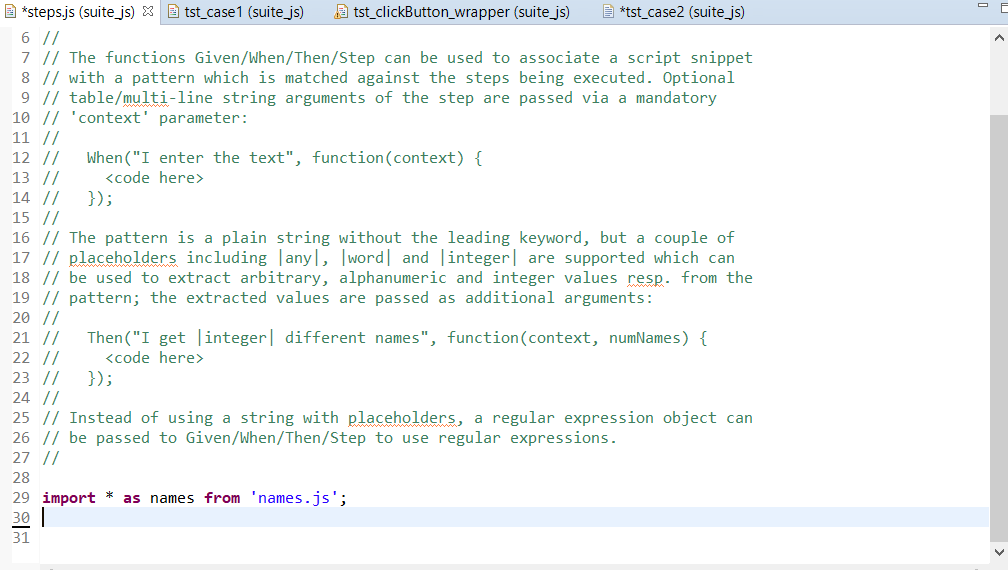 *steps.js (suite_js) tst_case1 (suite_js) tst_clickButton_wrapper (suite_js) *tst_case2 (suite_js)
6 //
7 // The functions Given/When/Then/Step can be used to associate a script snippet
8 // with a pattern which is matched against the steps being executed. Optional
9 // table/multi-line string arguments of the step are passed via a mandatory
10 // 'context' parameter:
11 //
12 //   When("I enter the text", function(context) {
13 //     <code here>
14 //   });
15 //
16 // The pattern is a plain string without the leading keyword, but a couple of
17 // placeholders including |any|, |word| and |integer| are supported which can
18 // be used to extract arbitrary, alphanumeric and integer values resp. from the
19 // pattern; the extracted values are passed as additional arguments:
20 //
21 //   Then("I get |integer| different names", function(context, numNames) {
22 //     <code here>
23 //   });
24 //
25 // Instead of using a string with placeholders, a regular expression object can
26 // be passed to Given/When/Then/Step to use regular expressions.
27 //
28
29 import * as names from 'names.js';
30
31